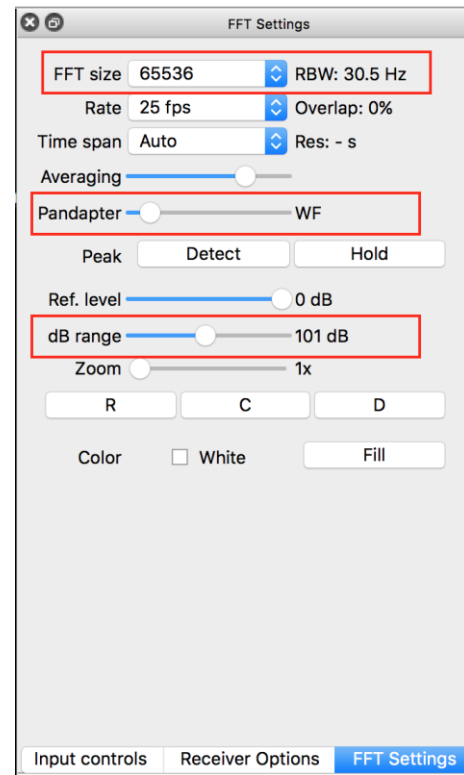 FFT Settings
FFT size 65536 RBW: 30.5 Hz
Rate 25 fps Overlap: 0%
Time span Auto Res: - s
Averaging
Pandapter WF
Peak Detect Hold
Ref. level 0 dB
dB range 101 dB
Zoom 1x
R C D
Color White Fill
Input controls Receiver Options FFT Settings